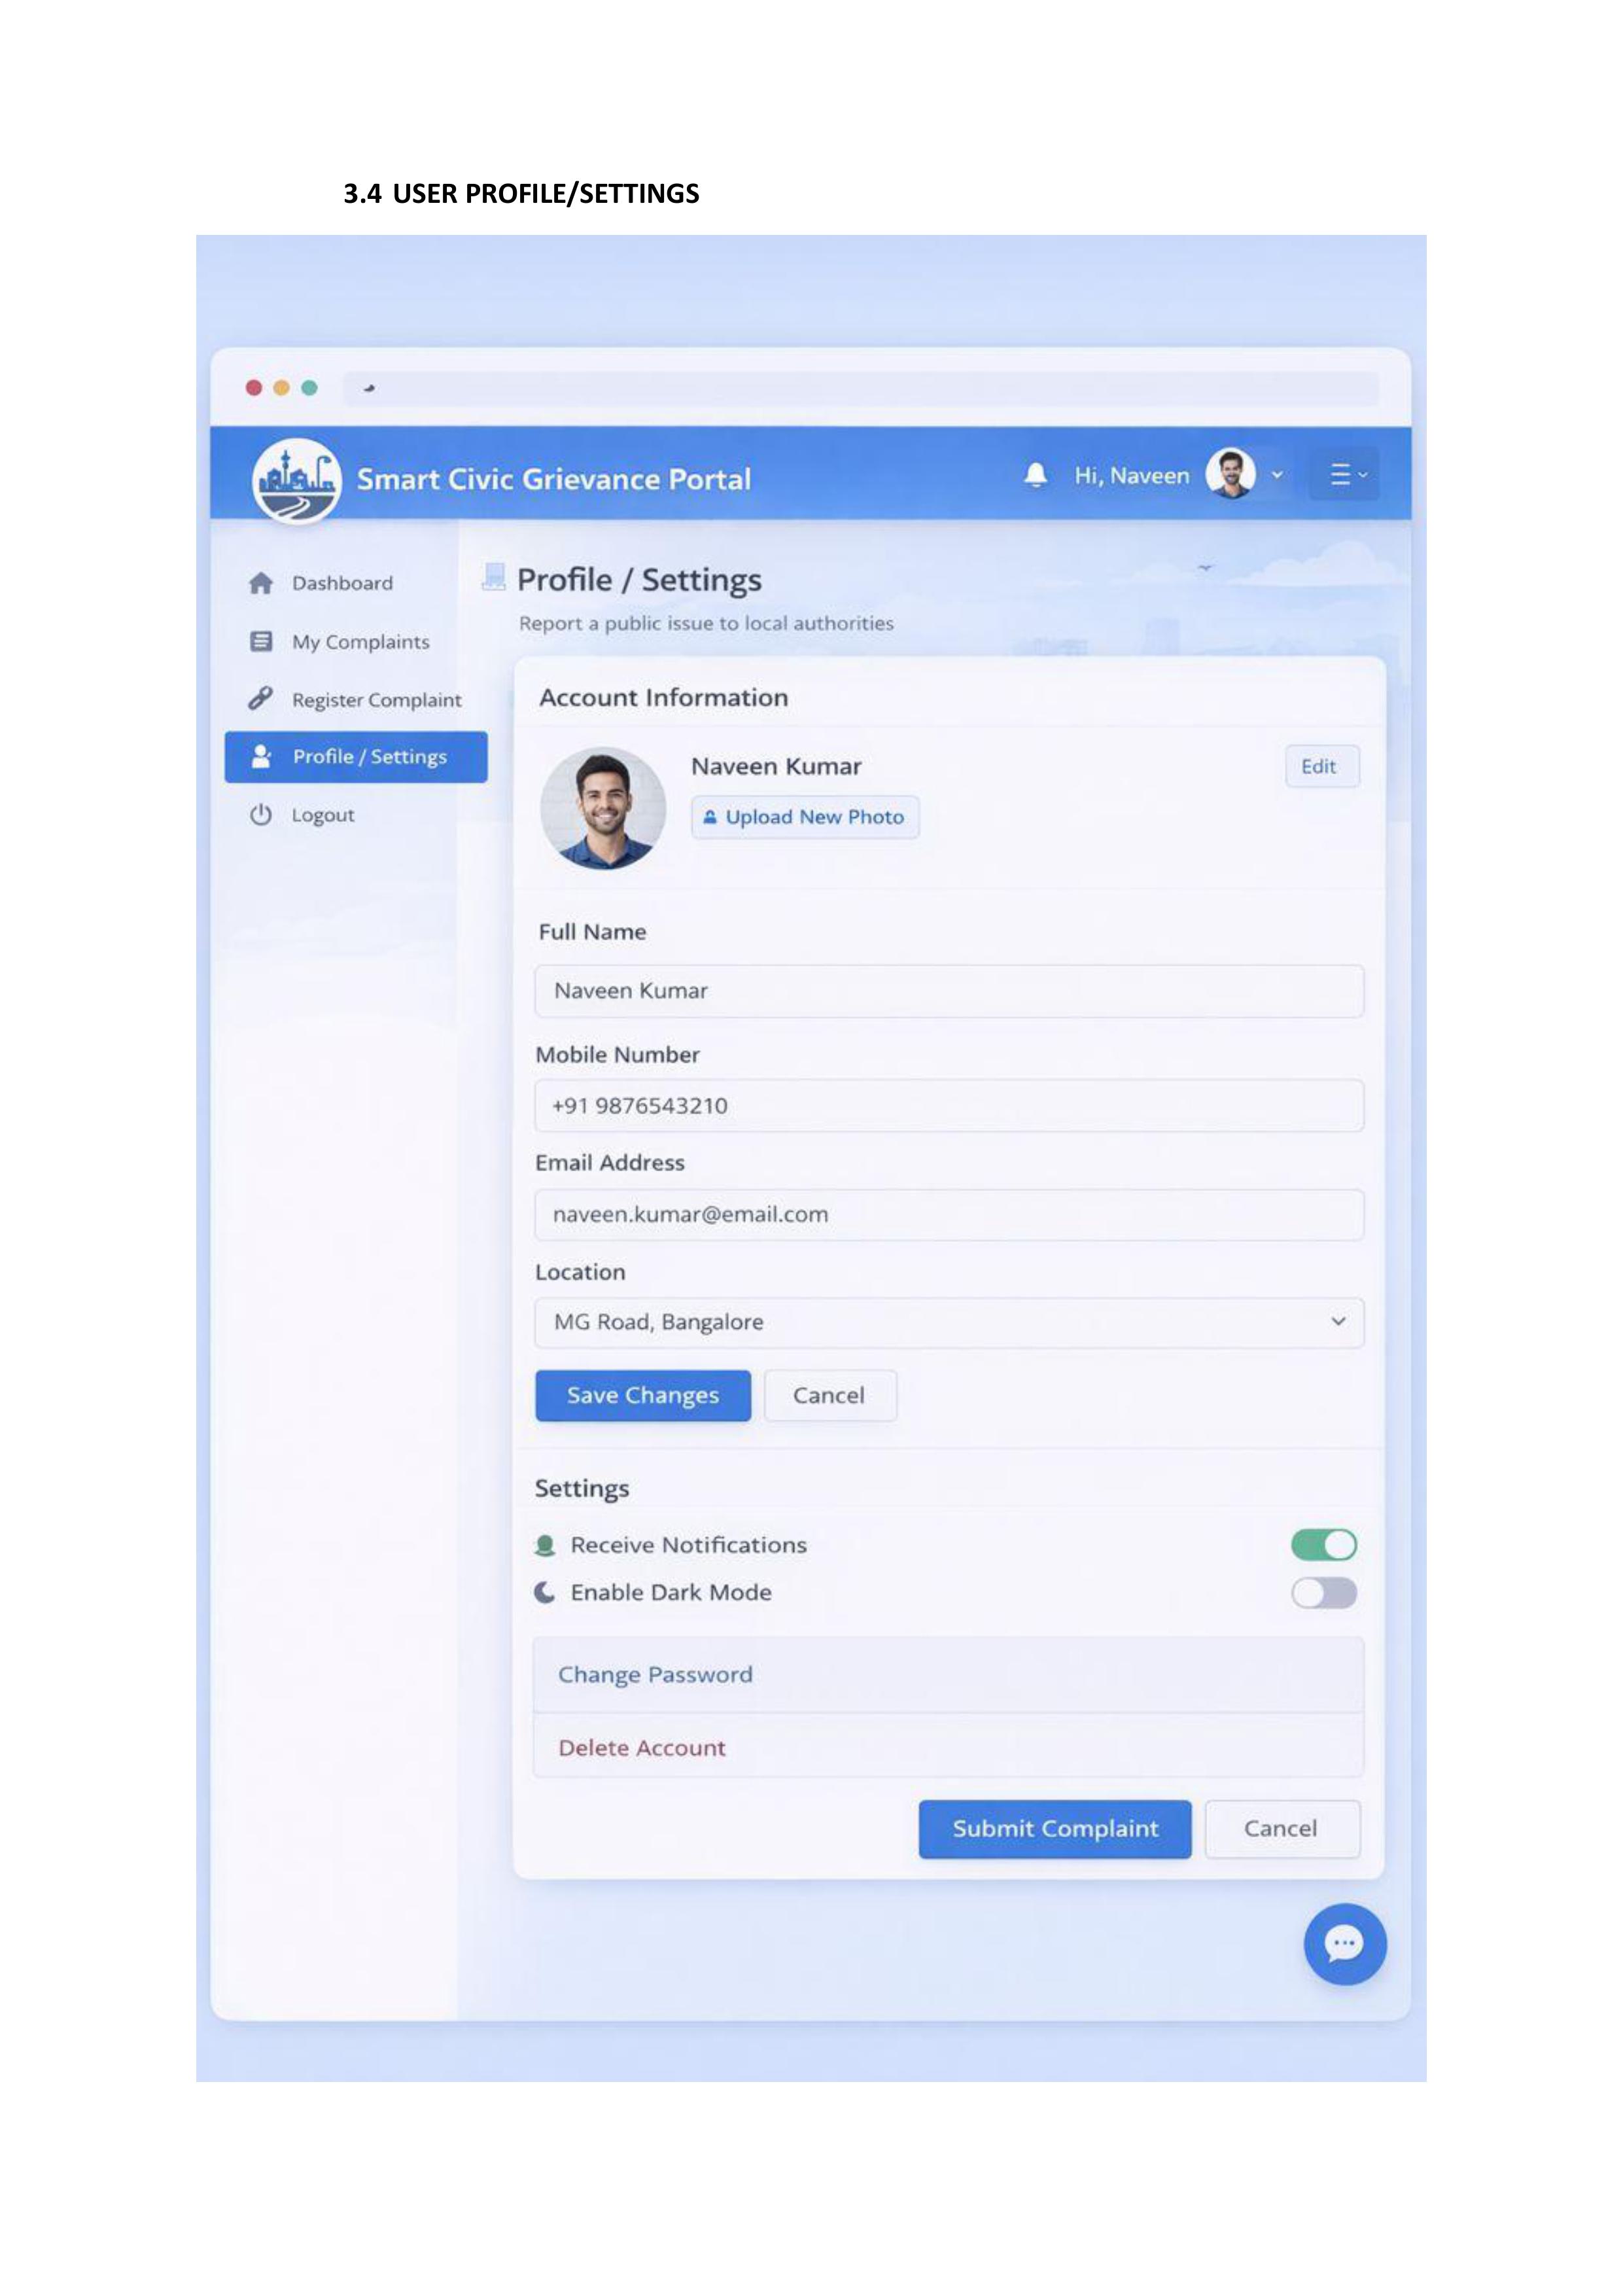 3.4 USER PROFILE/SETTINGS
Smart Civic Grievance Portal
Hi, Naveen
Dashboard
My Complaints
Register Complaint
Profile / Settings
Logout
Profile / Settings
Report a public issue to local authorities
Account Information
Naveen Kumar
Edit
Upload New Photo
Full Name
Naveen Kumar
Mobile Number
+91 9876543210
Email Address
naveen.kumar@email.com
Location
MG Road, Bangalore
Save Changes
Cancel
Settings
Receive Notifications
Enable Dark Mode
Change Password
Delete Account
Submit Complaint
Cancel